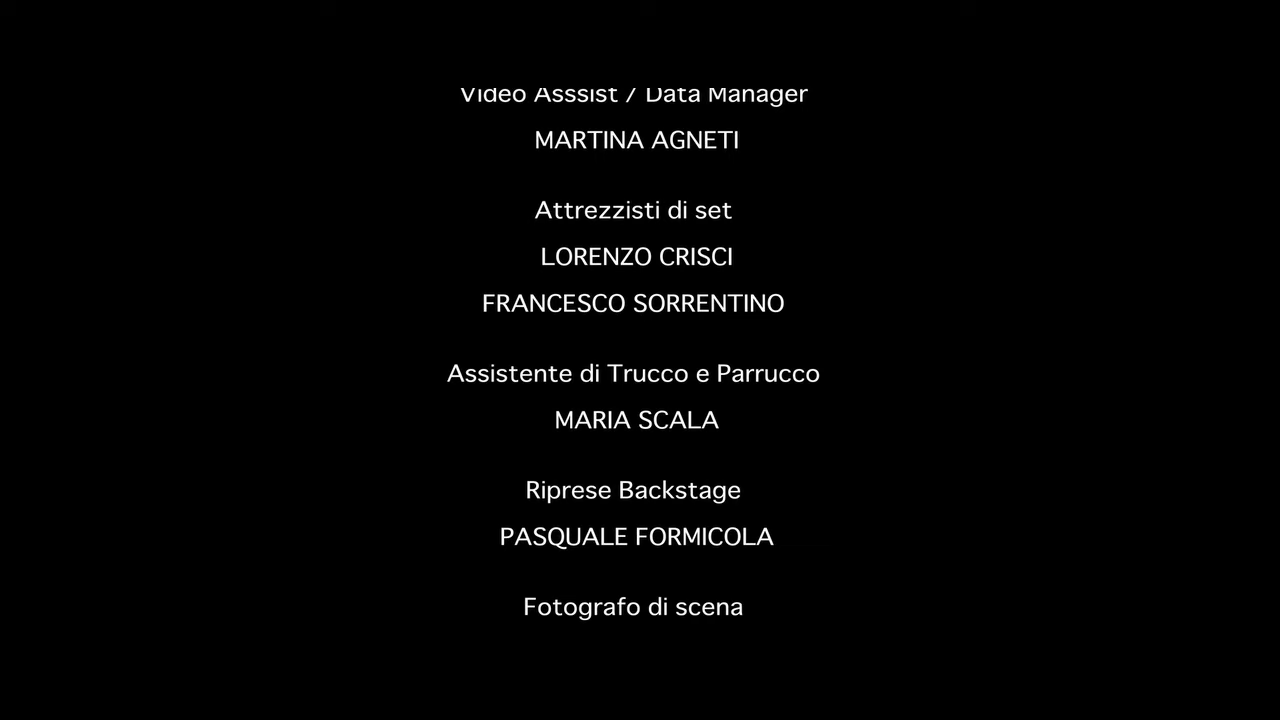 Video Asssist / Data Manager
MARTINA AGNETI
Attrezzisti di set
LORENZO CRISCI
FRANCESCO SORRENTINO
Assistente di Trucco e Parrucco
MARIA SCALA
Riprese Backstage
PASQUALE FORMICOLA
Fotografo di scena